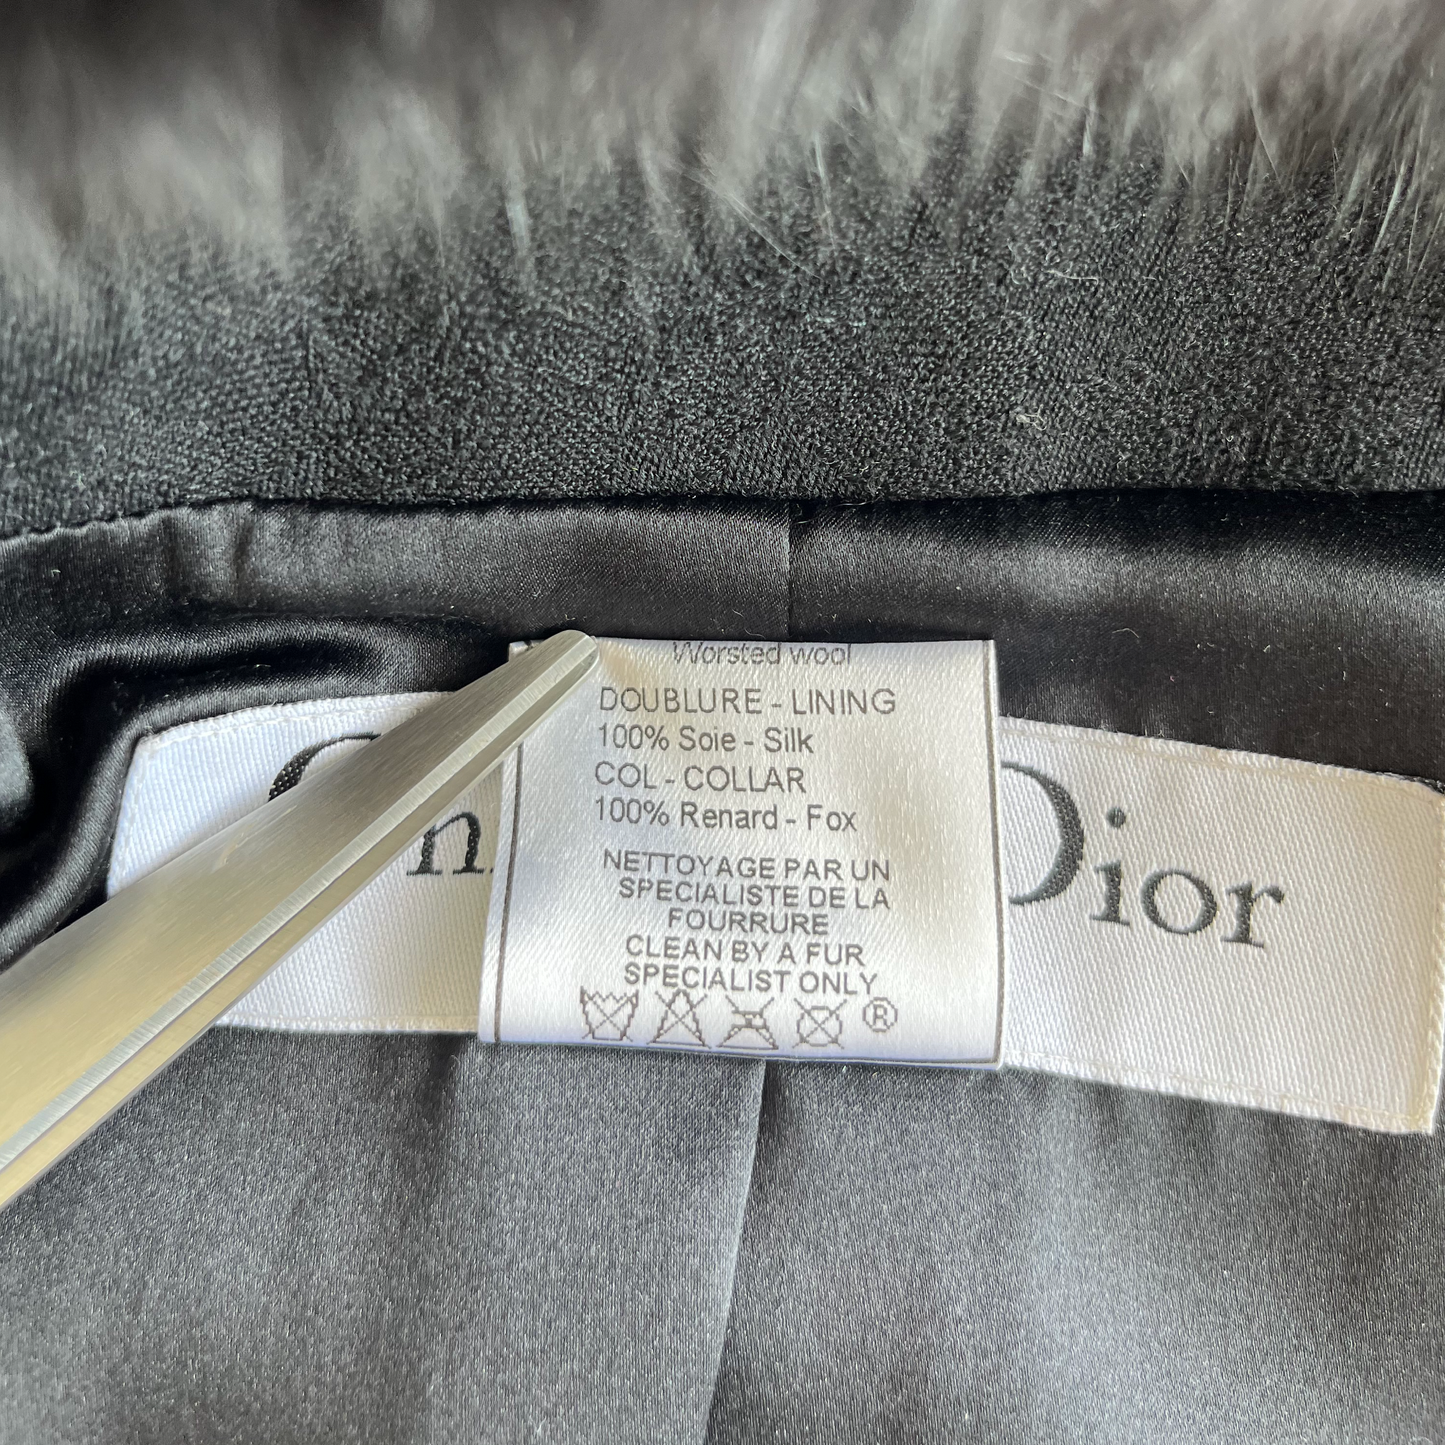 Worsted wool
DOUBLURE - LINING
100% Soie - Silk
COL - COLLAR
100% Renard - Fox
NETTOYAGE PAR UN
SPECIALISTE DE LA
FOURRURE
CLEAN BY A FUR
SPECIALIST ONLY
®
Dior